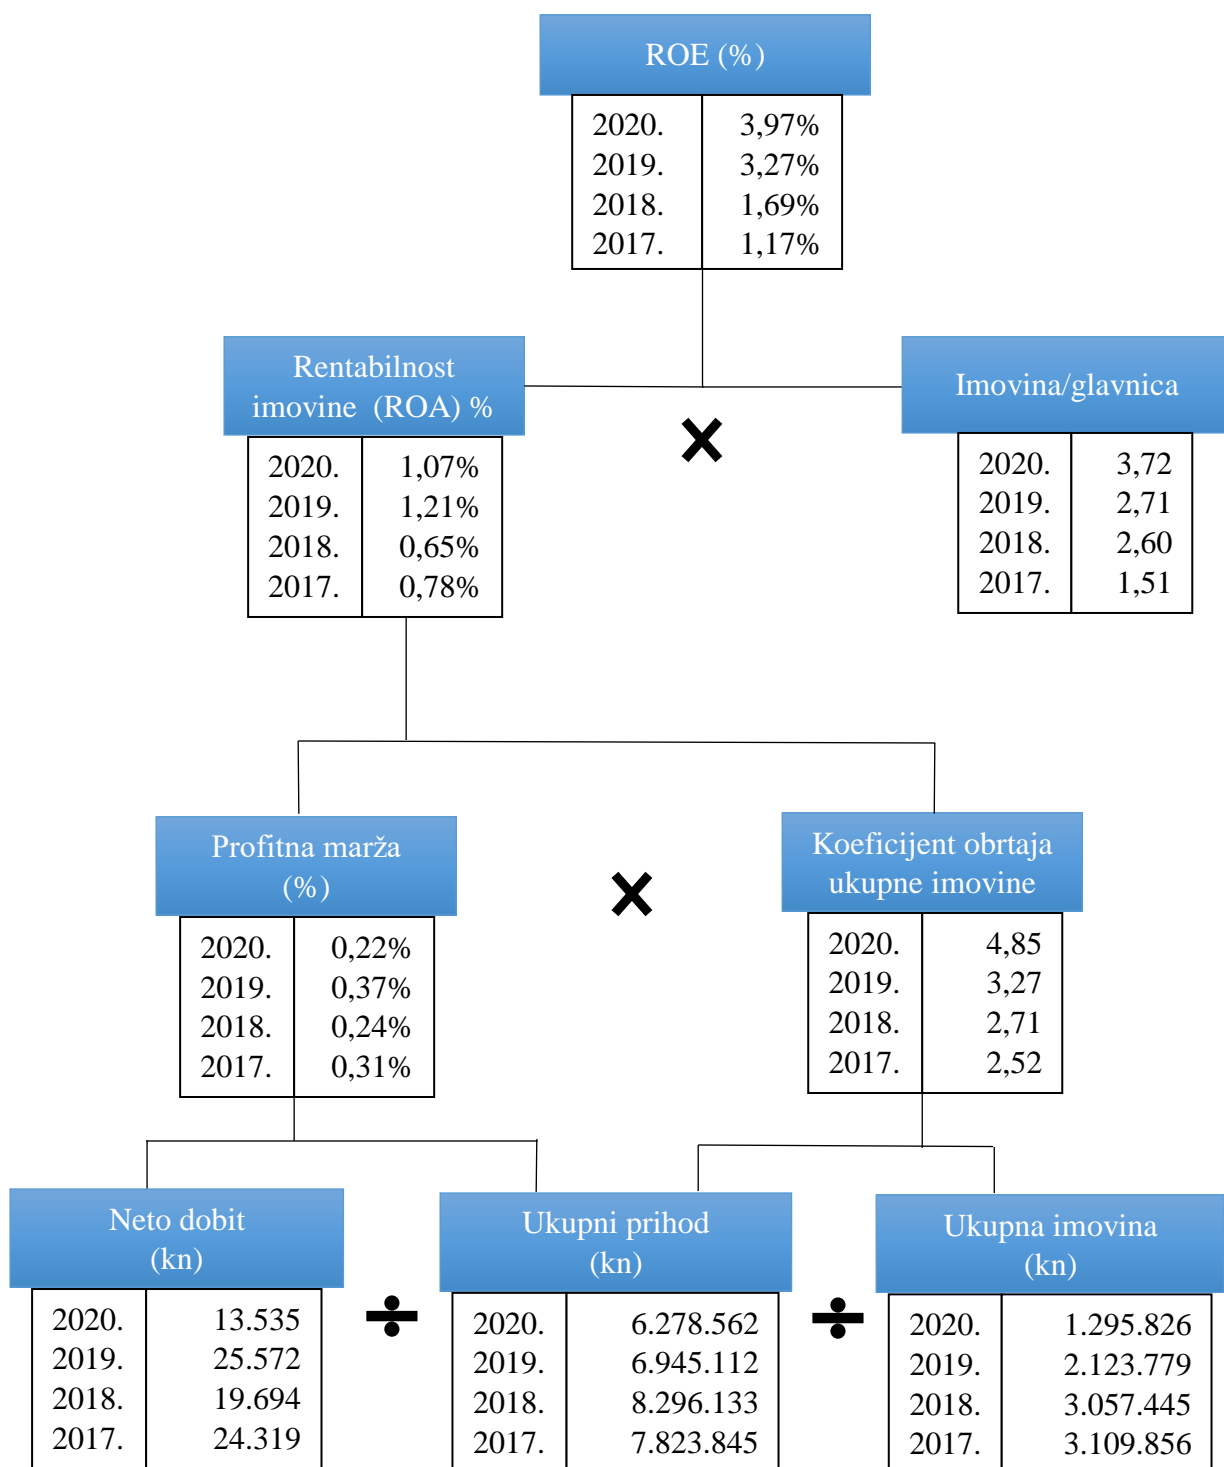 ROE (%)
2020. 3,97%
2019. 3,27%
2018. 1,69%
2017. 1,17%
Rentabilnost
imovine (ROA) %
2020. 1,07%
2019. 1,21%
2018. 0,65%
2017. 0,78%
×
Imovina/glavnica
2020. 3,72
2019. 2,71
2018. 2,60
2017. 1,51
Profitna marža
(%)
2020. 0,22%
2019. 0,37%
2018. 0,24%
2017. 0,31%
×
Koeficijent obrtaja
ukupne imovine
2020. 4,85
2019. 3,27
2018. 2,71
2017. 2,52
Neto dobit
(kn)
2020. 13.535
2019. 25.572
2018. 19.694
2017. 24.319
÷
Ukupni prihod
(kn)
2020. 6.278.562
2019. 6.945.112
2018. 8.296.133
2017. 7.823.845
÷
Ukupna imovina
(kn)
2020. 1.295.826
2019. 2.123.779
2018. 3.057.445
2017. 3.109.856